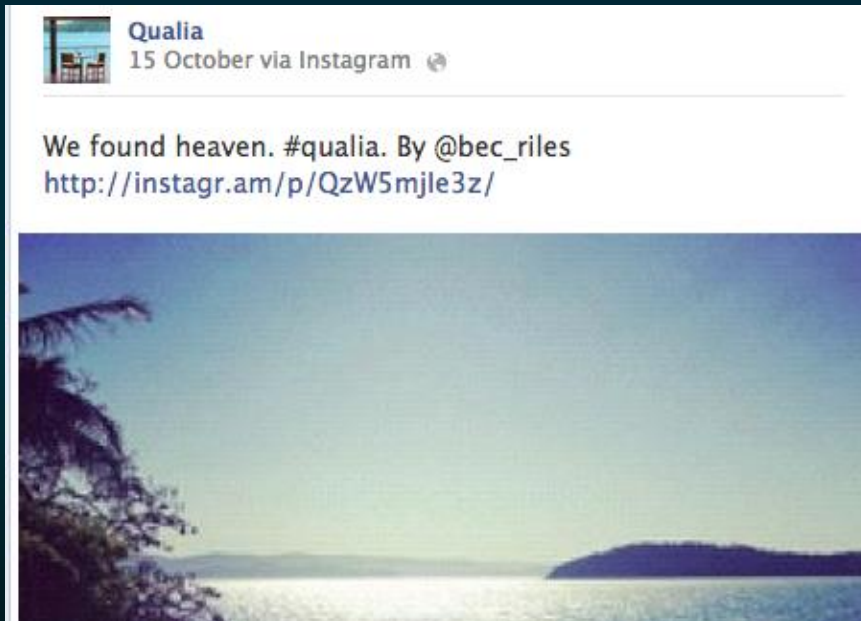 Qualia
15 October via Instagram
We found heaven. #qualia. By @bec_riles
http://instagr.am/p/QzW5mjle3z/